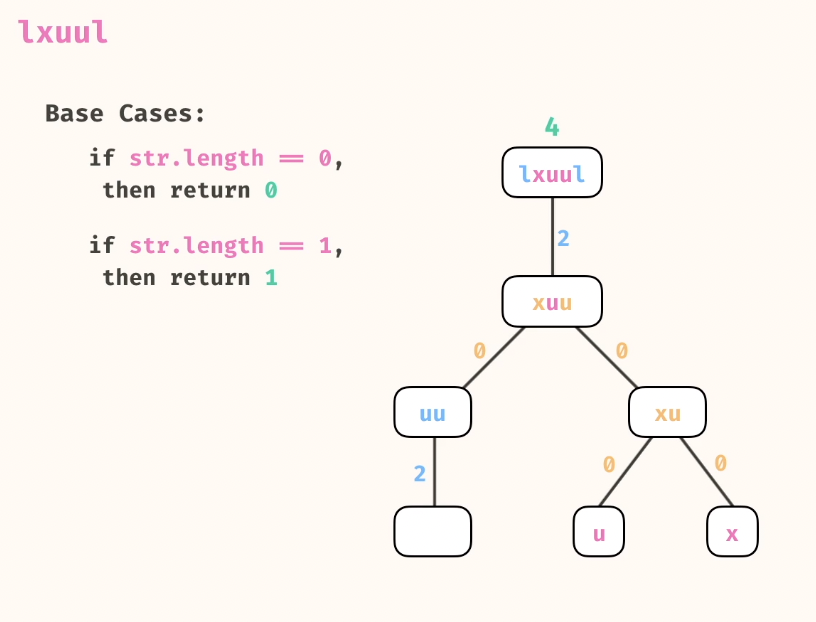 lxuul
Base Cases:
if str.length == 0,
then return 0
if str.length == 1,
then return 1
4
lxuul
2
xuu
0 0
uu xu
2 0 0
u x